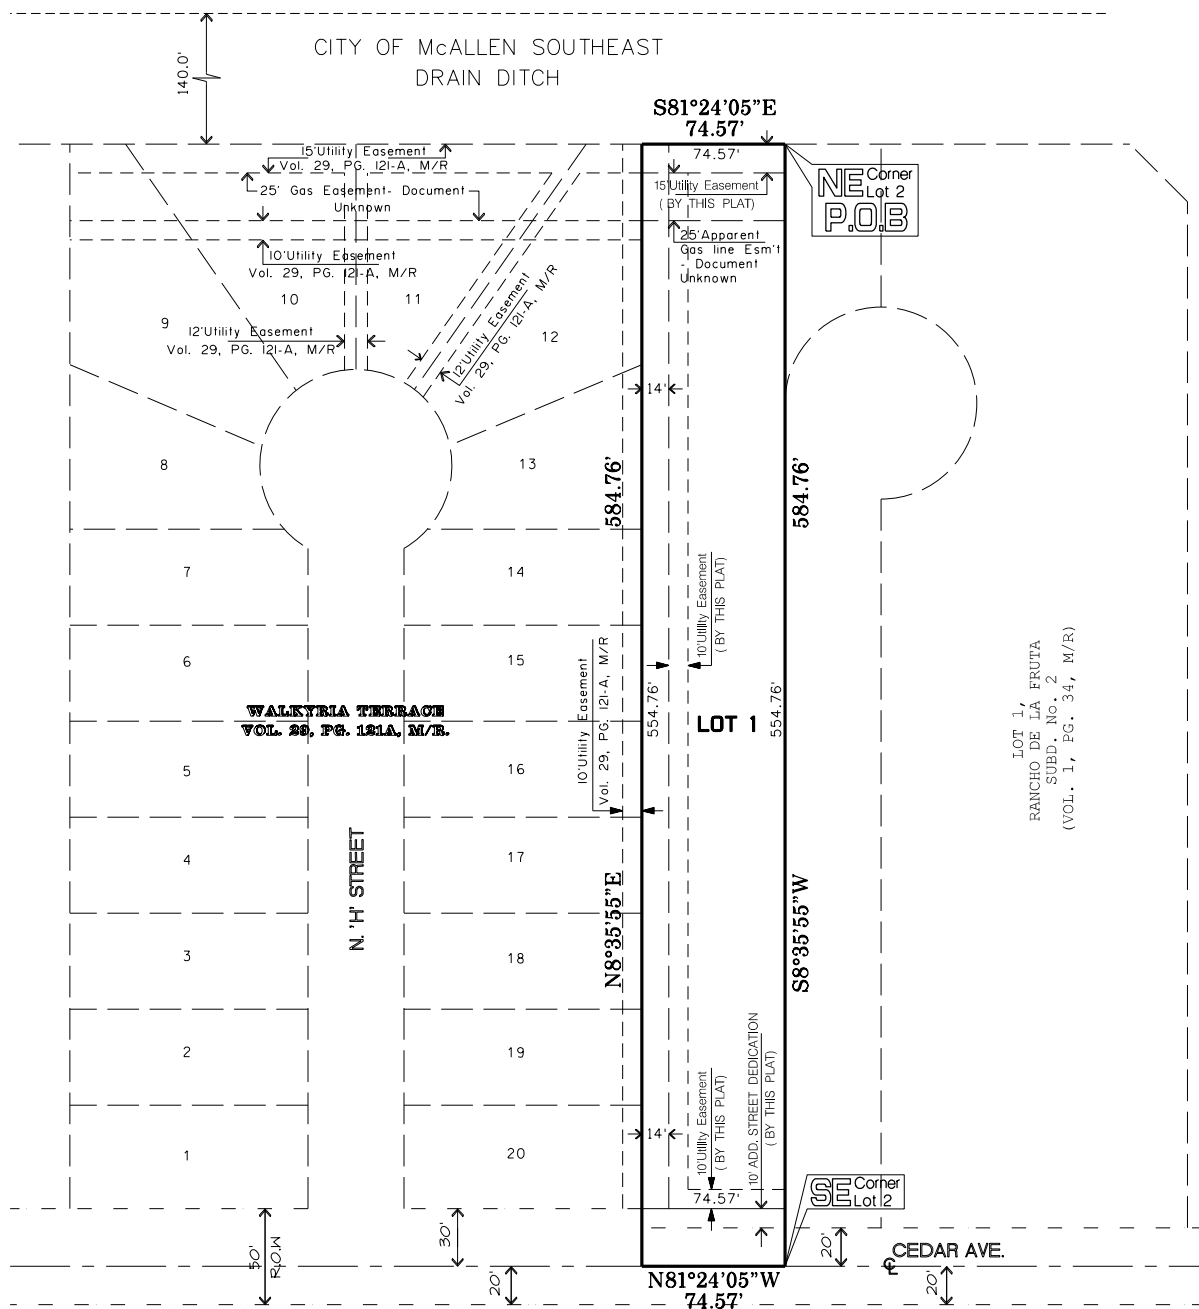 CITY OF McALLEN SOUTHEAST
DRAIN DITCH
140.0'
S81°24'05"E
74.57'
74.57'
15'Utility Easement
Vol. 29, PG. 121-A, M/R
25' Gas Easement- Document
Unknown
10'Utility Easement
Vol. 29, PG. 121-A, M/R
15'Utility Easement
( BY THIS PLAT)
25'Apparent
Gas line Esm't
- Document
Unknown
NE Corner
Lot 2
P.O.B
9
10
11
12
12'Utility Easement
Vol. 29, PG. 121-A, M/R
12'Utility Easement
Vol. 29, PG. 121-A, M/R
14'
8
13
584.76'
584.76'
7
14
10'Utility Easement
( BY THIS PLAT)
6
15
WALKYRIA TERRACE
VOL. 29, PG. 121A, M/R.
10'Utility Easement
Vol. 29, PG. 121-A, M/R
554.76'
LOT 1
554.76'
LOT 1,
RANCHO DE LA FRUTA
SUBD. No. 2
(VOL. 1, PG. 34, M/R)
5
16
4
17
N. 'H' STREET
N8°35'55"E
S8°35'55"W
3
18
2
19
1
20
14'
10'Utility Easement
( BY THIS PLAT)
10' ADD. STREET DEDICATION
( BY THIS PLAT)
74.57'
SE Corner
Lot 2
50'
R.O.W
30'
20'
20'
CEDAR AVE.
20'
N81°24'05"W
74.57'